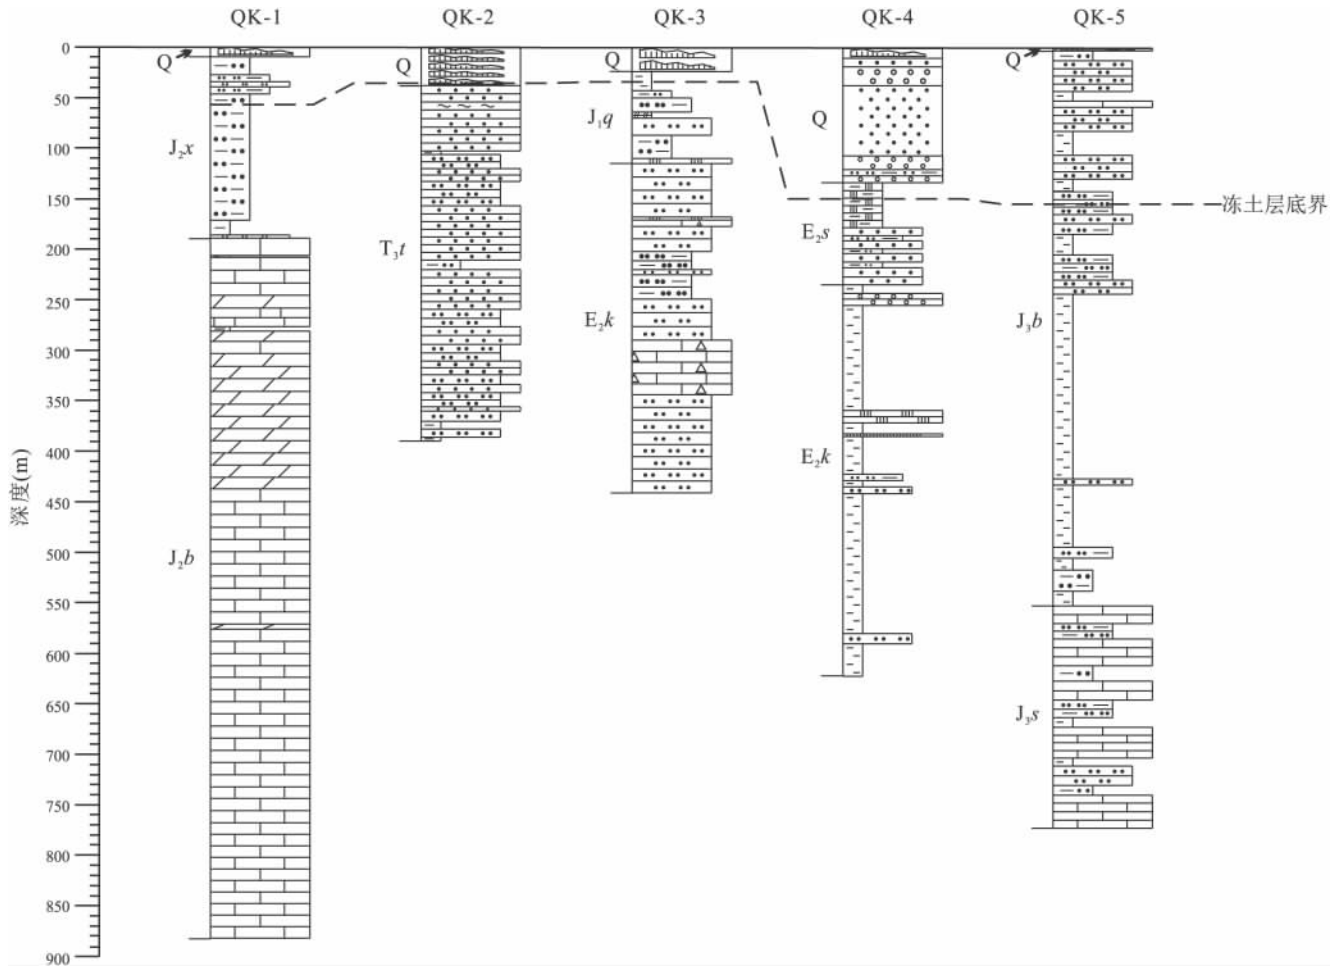 QK-1 QK-2 QK-3 QK-4 QK-5
深度(m)
0
50
100
150
200
250
300
350
400
450
500
550
600
650
700
750
800
850
900
Q
J₂x
J₂b
Q
T₃t
Q
J₁q
E₂k
Q
E₂s
E₂k
Q
J₃b
J₃s
冻土层底界